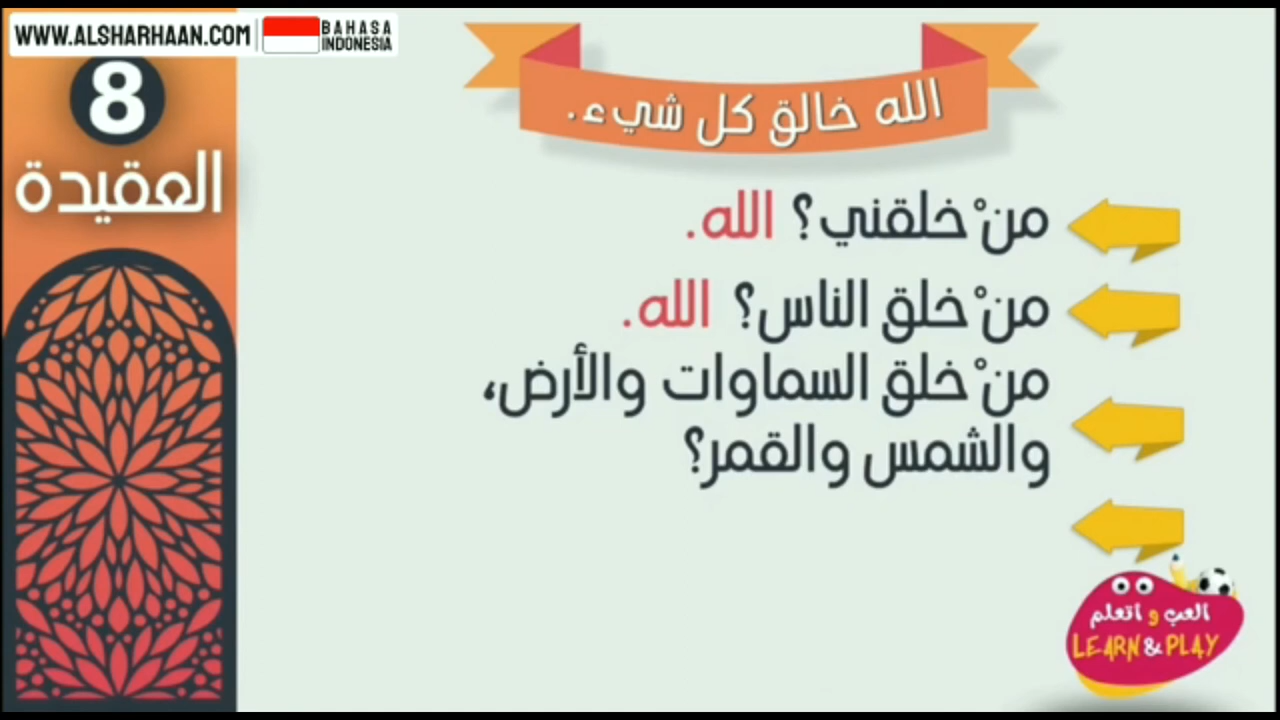 WWW.ALSHARHAAN.COM
BAHASA
INDONESIA
8
العقيدة
الله خالق كل شيء.
منْ خلقني؟ الله.
منْ خلق الناس؟ الله.
منْ خلق السماوات والأرض،
والشمس والقمر؟
العب و اتعلم
LEARN & PLAY